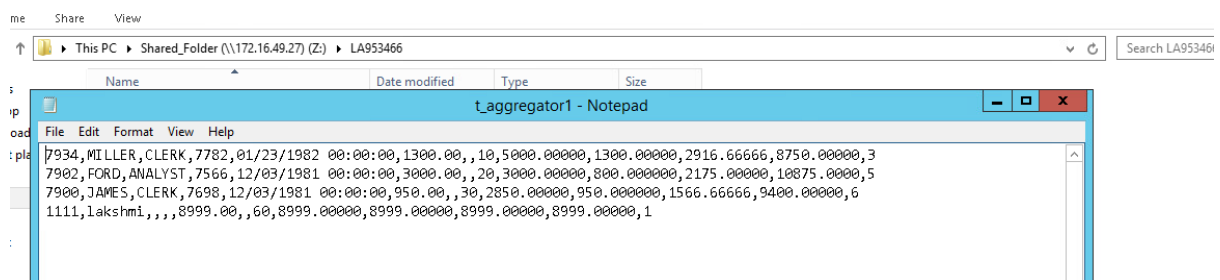 me Share View
This PC Shared_Folder (\\172.16.49.27) (Z:) LA953466 Search LA953466
Name Date modified Type Size
t_aggregator1 - Notepad
File Edit Format View Help
7934,MILLER,CLERK,7782,01/23/1982 00:00:00,1300.00,,10,5000.00000,1300.00000,2916.66666,8750.00000,3
7902,FORD,ANALYST,7566,12/03/1981 00:00:00,3000.00,,20,3000.00000,800.000000,2175.00000,10875.0000,5
7900,JAMES,CLERK,7698,12/03/1981 00:00:00,950.00,,30,2850.00000,950.000000,1566.66666,9400.00000,6
1111,lakshmi,,,,8999.00,,60,8999.00000,8999.00000,8999.00000,8999.00000,1